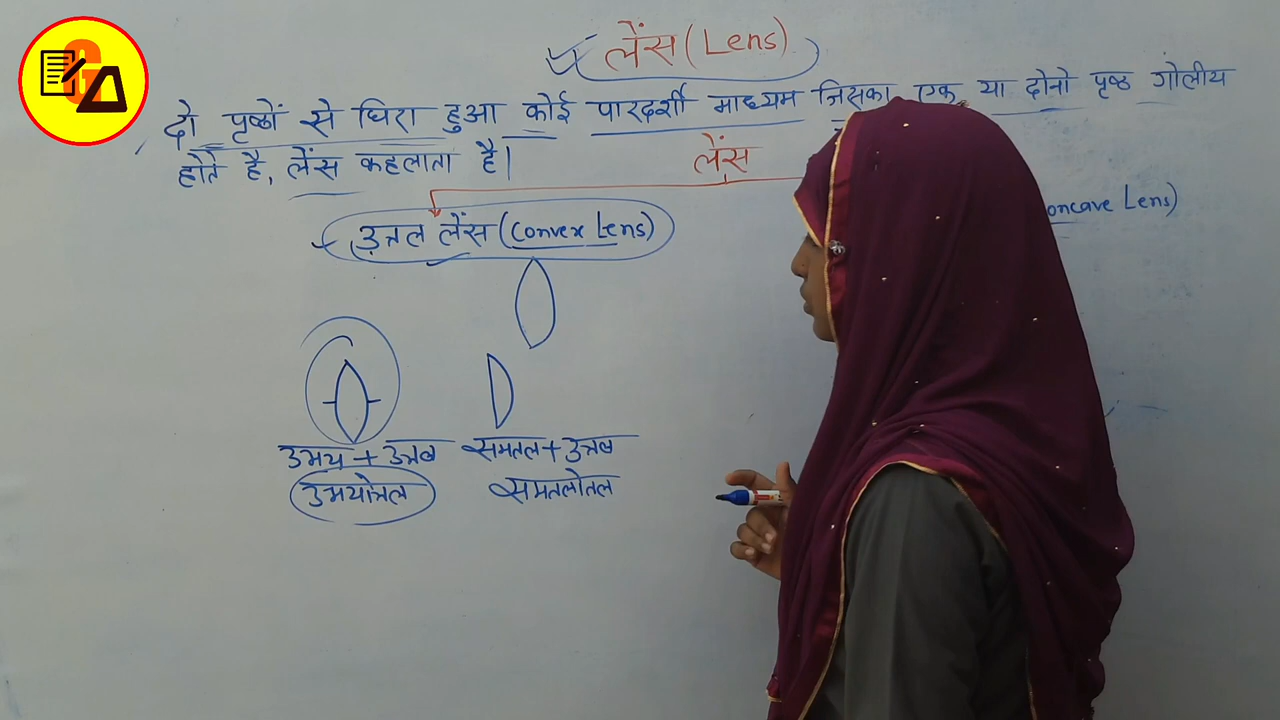 लेंस (Lens)
दो पृष्ठों से घिरा हुआ कोई पारदर्शी माध्यम जिसका एक या दोनो पृष्ठ गोलीय
होते है, लेंस कहलाता है।
लेंस
उत्तल लेंस (Convex Lens)
oncave Lens)
उभय + उत्तल समतल + उत्तल
उभयोत्तल समतलोतल